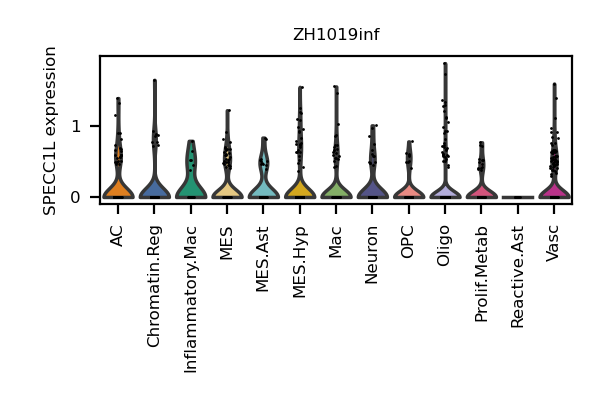 ZH1019inf
SPECC1L expression
1
0
AC
Chromatin.Reg
Inflammatory.Mac
MES
MES.Ast
MES.Hyp
Mac
Neuron
OPC
Oligo
Prolif.Metab
Reactive.Ast
Vasc